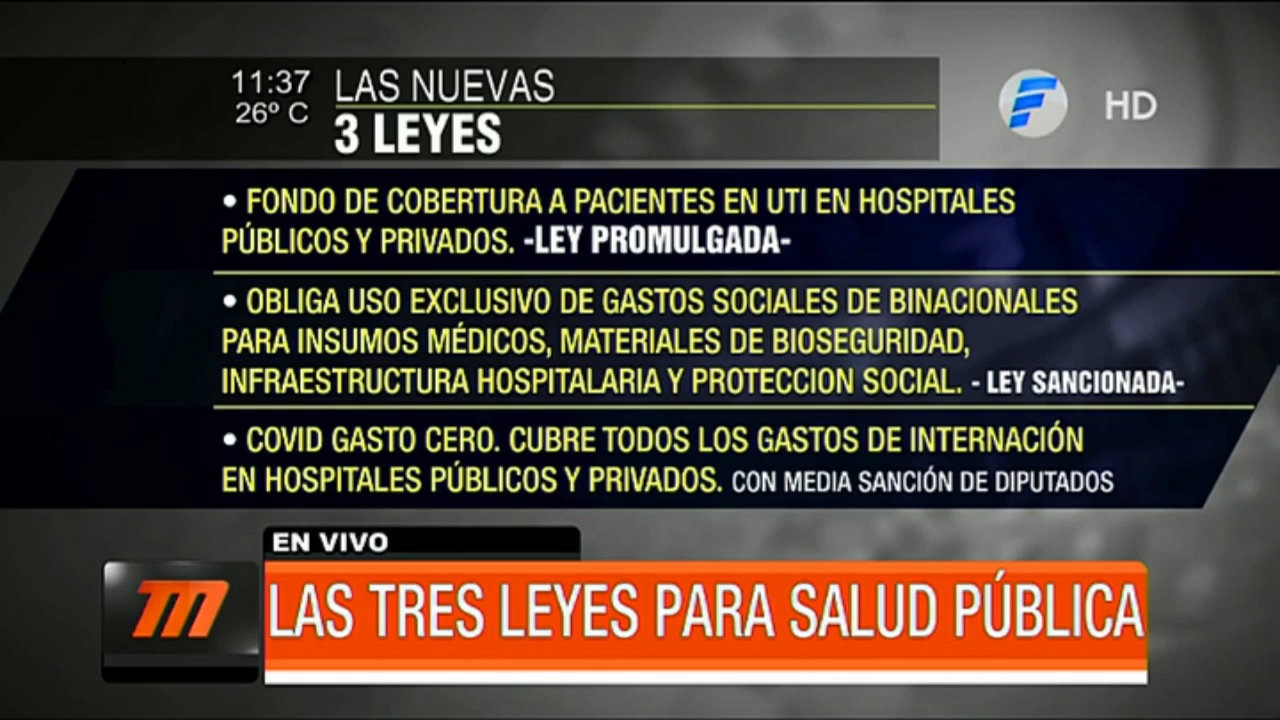 11:37
26º C
LAS NUEVAS
3 LEYES
HD
• FONDO DE COBERTURA A PACIENTES EN UTI EN HOSPITALES
PÚBLICOS Y PRIVADOS. -LEY PROMULGADA-
• OBLIGA USO EXCLUSIVO DE GASTOS SOCIALES DE BINACIONALES
PARA INSUMOS MÉDICOS, MATERIALES DE BIOSEGURIDAD,
INFRAESTRUCTURA HOSPITALARIA Y PROTECCION SOCIAL. - LEY SANCIONADA-
• COVID GASTO CERO. CUBRE TODOS LOS GASTOS DE INTERNACIÓN
EN HOSPITALES PÚBLICOS Y PRIVADOS. CON MEDIA SANCIÓN DE DIPUTADOS
EN VIVO
m
LAS TRES LEYES PARA SALUD PÚBLICA